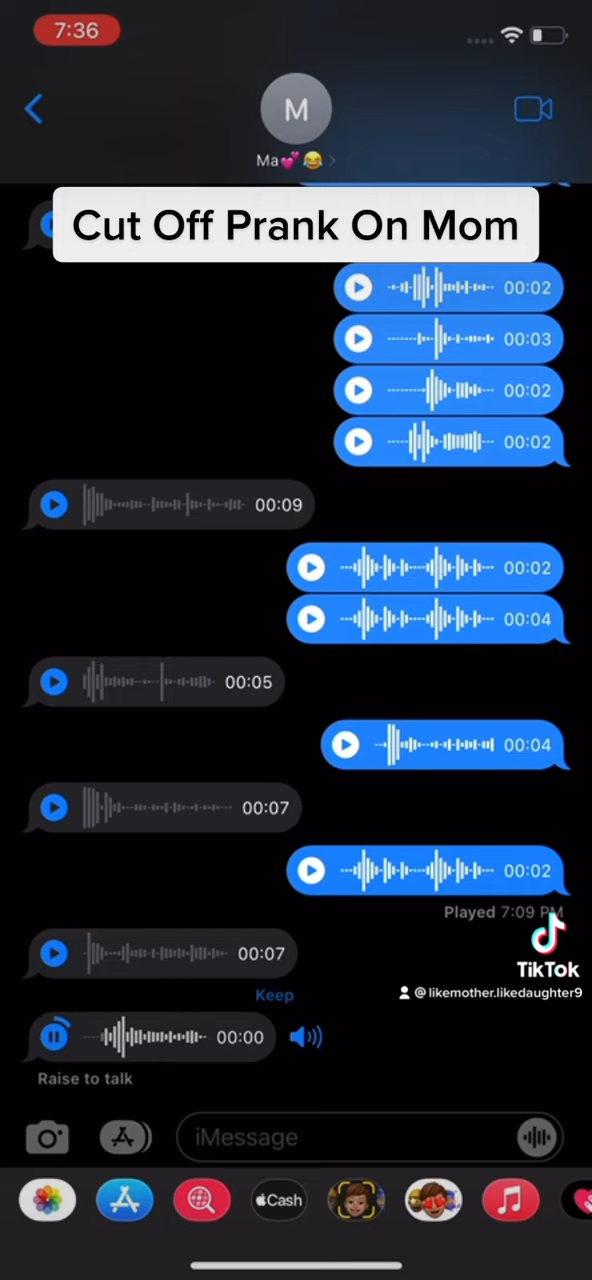 7:36
M
Ma💕😂
Cut Off Prank On Mom
00:02
00:03
00:02
00:02
00:09
00:02
00:04
00:05
00:04
00:07
00:02
Played 7:09 PM
TikTok
@likemother.likedaughter9
00:07
Keep
00:00
Raise to talk
iMessage
Cash